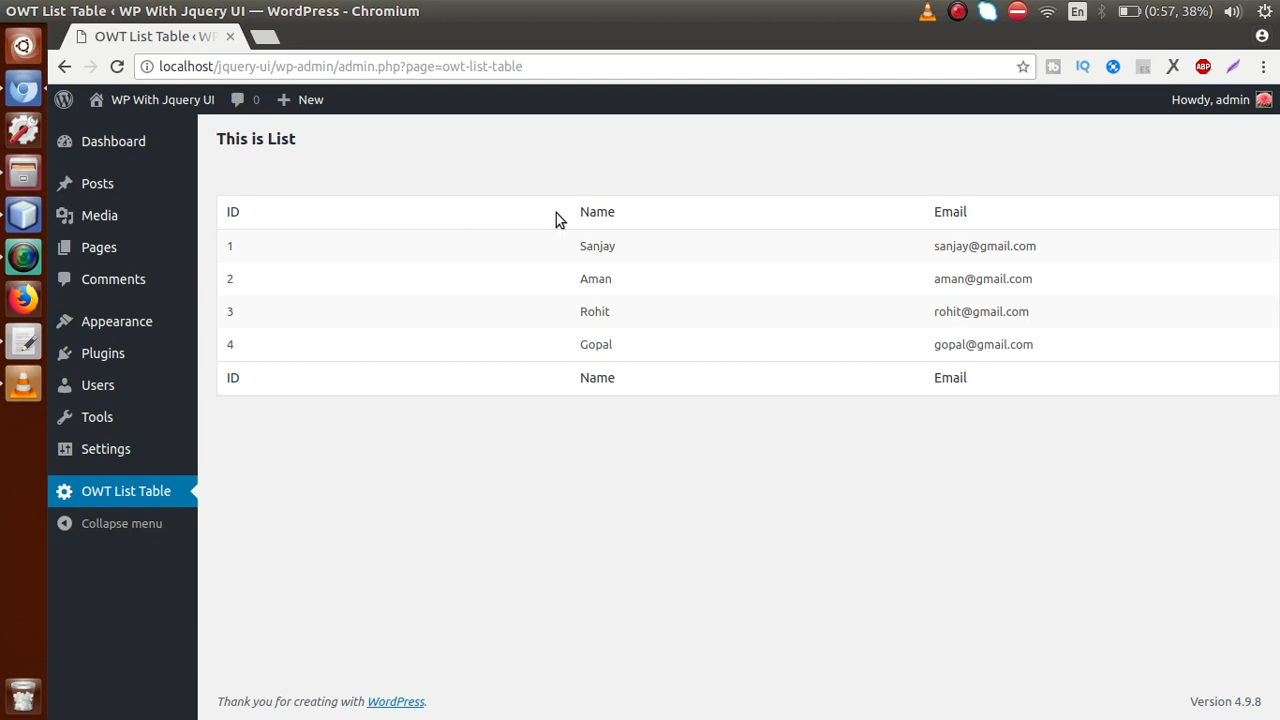 OWT List Table ‹ WP With Jquery UI — WordPress - Chromium
En
(0:57, 38%)
OWT List Table ‹ WP
localhost/jquery-ui/wp-admin/admin.php?page=owt-list-table
IQ
ABP
WP With Jquery UI
0
New
Howdy, admin
Dashboard
Posts
Media
Pages
Comments
Appearance
Plugins
Users
Tools
Settings
OWT List Table
Collapse menu
This is List
ID Name Email
1 Sanjay sanjay@gmail.com
2 Aman aman@gmail.com
3 Rohit rohit@gmail.com
4 Gopal gopal@gmail.com
ID Name Email
Thank you for creating with WordPress.
Version 4.9.8